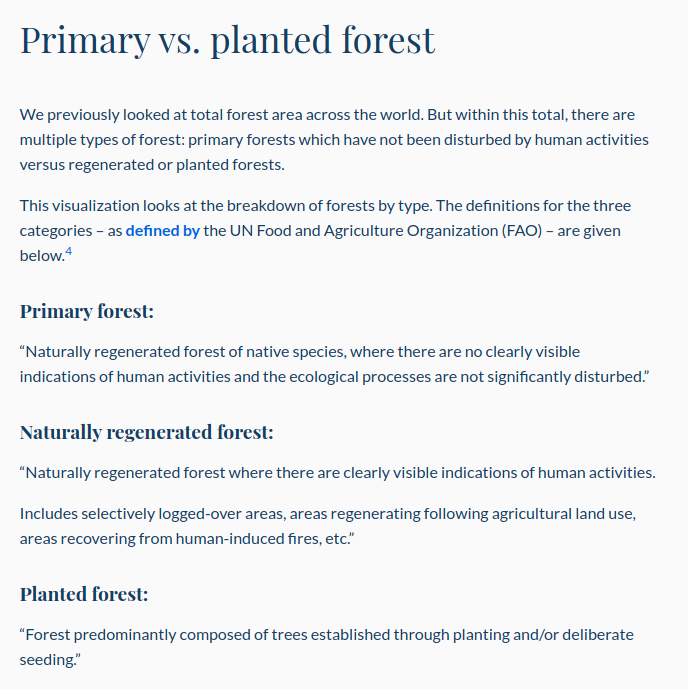 Primary vs. planted forest
We previously looked at total forest area across the world. But within this total, there are
multiple types of forest: primary forests which have not been disturbed by human activities
versus regenerated or planted forests.
This visualization looks at the breakdown of forests by type. The definitions for the three
categories – as defined by the UN Food and Agriculture Organization (FAO) – are given
below.4
Primary forest:
“Naturally regenerated forest of native species, where there are no clearly visible
indications of human activities and the ecological processes are not significantly disturbed.”
Naturally regenerated forest:
“Naturally regenerated forest where there are clearly visible indications of human activities.
Includes selectively logged-over areas, areas regenerating following agricultural land use,
areas recovering from human-induced fires, etc.”
Planted forest:
“Forest predominantly composed of trees established through planting and/or deliberate
seeding.”